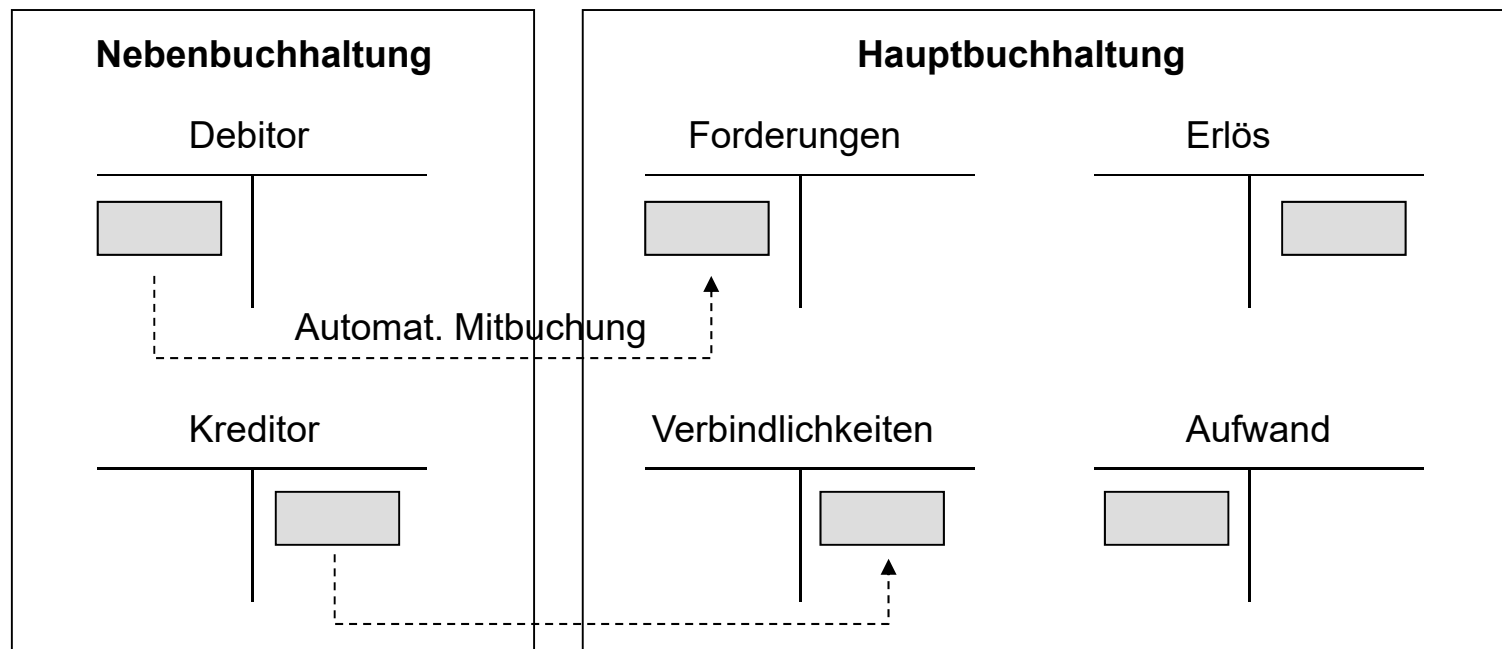 Nebenbuchhaltung
Hauptbuchhaltung
Debitor
Forderungen
Erlös
Automat. Mitbuchung
Kreditor
Verbindlichkeiten
Aufwand